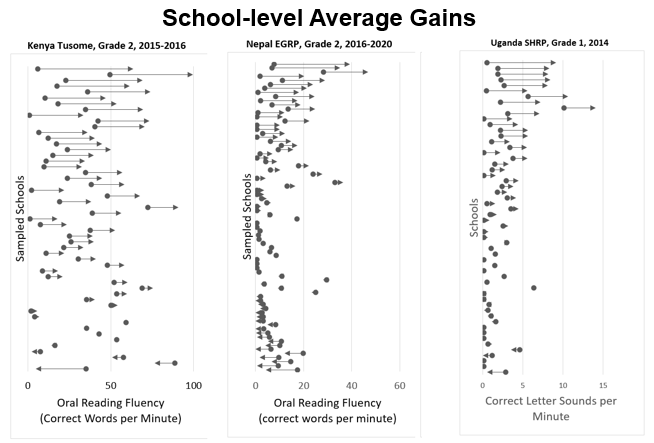 School-level Average Gains
Kenya Tusome, Grade 2, 2015-2016
Sampled Schools
0 50 100
Oral Reading Fluency
(Correct Words per Minute)
Nepal EGRP, Grade 2, 2016-2020
Sampled Schools
0 20 40 60
Oral Reading Fluency
(correct words per minute)
Uganda SHRP, Grade 1, 2014
Schools
0 5 10 15
Correct Letter Sounds per
Minute